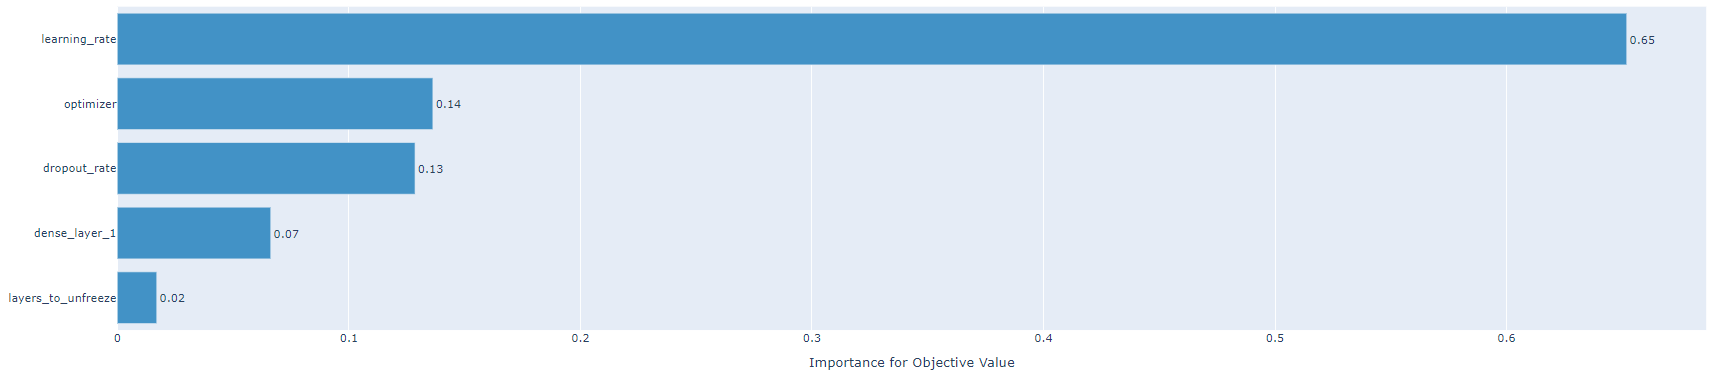 learning_rate 0.65
optimizer 0.14
dropout_rate 0.13
dense_layer_1 0.07
layers_to_unfreeze 0.02
0 0.1 0.2 0.3 0.4 0.5 0.6
Importance for Objective Value